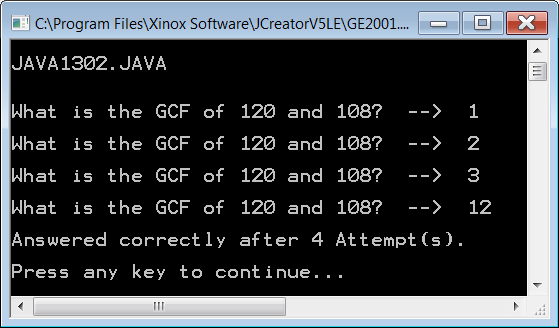 C:\Program Files\Xinox Software\JCreatorV5LE\GE2001....
JAVA1302.JAVA
What is the GCF of 120 and 108?  -->  1
What is the GCF of 120 and 108?  -->  2
What is the GCF of 120 and 108?  -->  3
What is the GCF of 120 and 108?  -->  12
Answered correctly after 4 Attempt(s).
Press any key to continue...